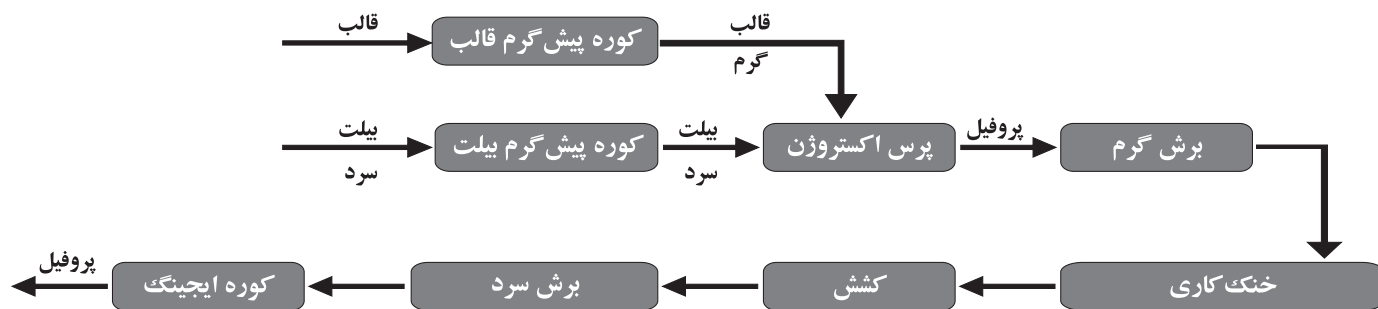 قالب
کوره پیش‌گرم قالب
قالب
گرم
بیلت
سرد
کوره پیش‌گرم بیلت
بیلت
سرد
پرس اکستروژن
پروفیل
برش گرم
خنک‌کاری
کشش
برش سرد
کوره ایجینگ
پروفیل